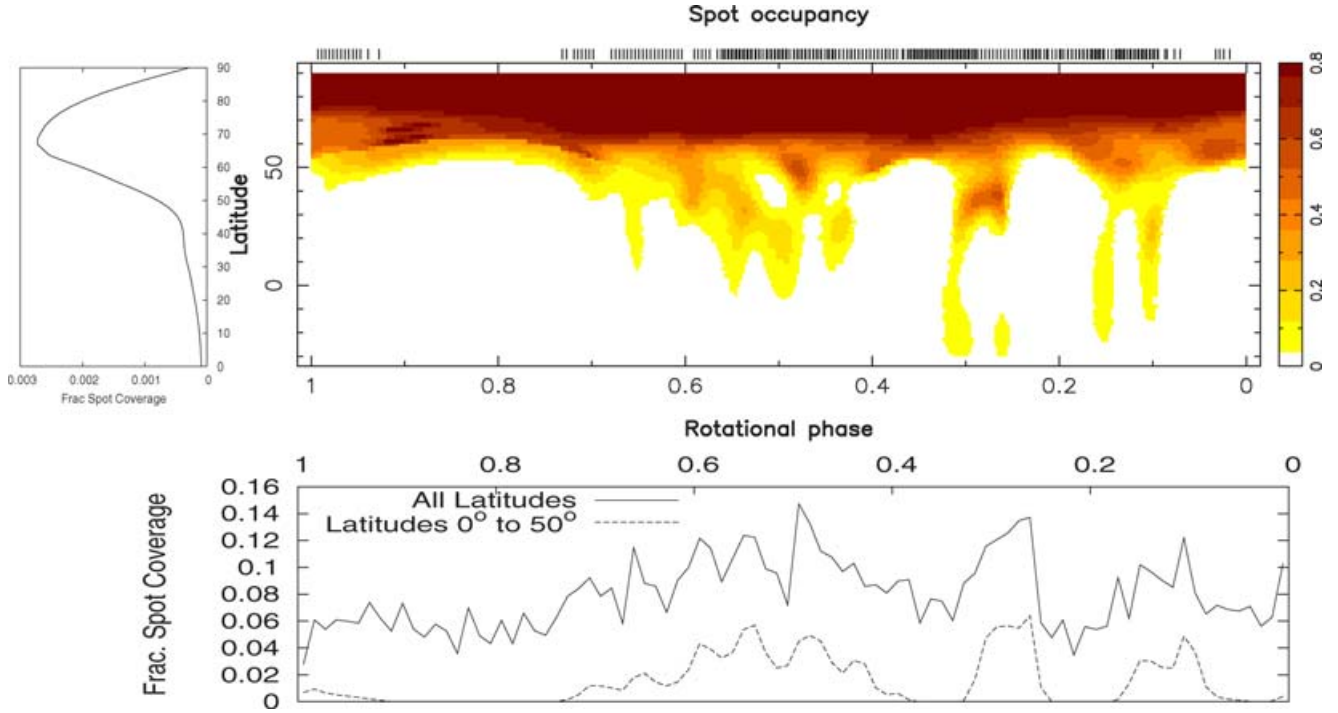 Spot occupancy
90
80
70
60
50
40
30
20
10
0
Latitude
0.003 0.002 0.001 0
Frac Spot Coverage
50
0
1 0.8 0.6 0.4 0.2 0
Rotational phase
0.8
0.6
0.4
0.2
0
1 0.8 0.6 0.4 0.2 0
0.16
0.14
0.12
0.1
0.08
0.06
0.04
0.02
0
Frac. Spot Coverage
All Latitudes
Latitudes 0° to 50°